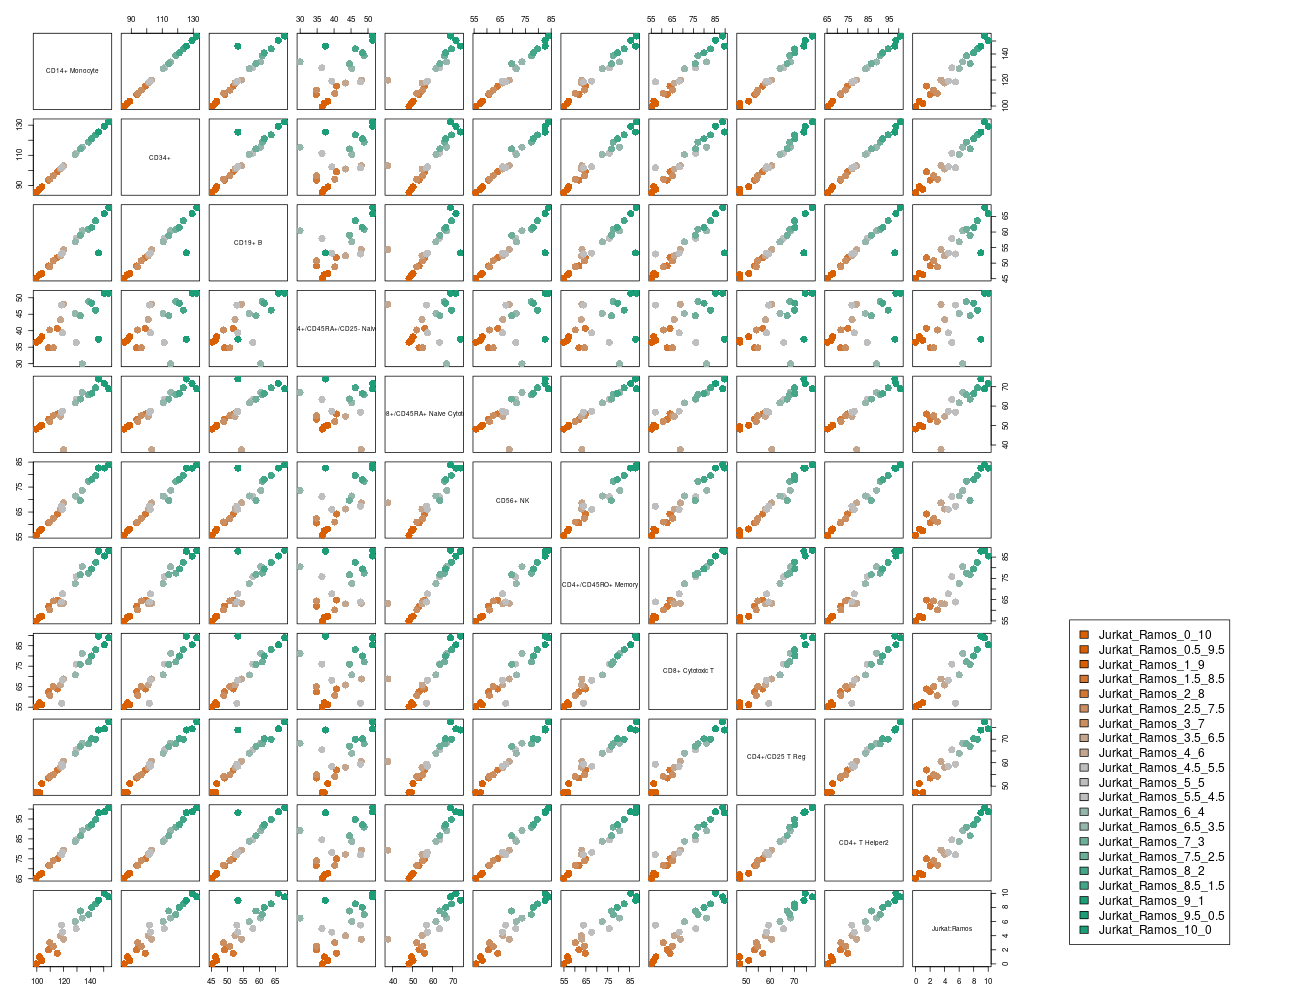 90 110 130
30 35 40 45 50
55 65 75 85
55 65 75 85
65 75 85 95
CD14+ Monocyte
100 120 140
90 110 130
CD34+
CD19+ B
45 50 55 60 65
30 35 40 45 50
4+/CD45RA+/CD25- Naiv
8+/CD45RA+ Naive Cytot
40 50 60 70
55 65 75 85
CD56+ NK
CD4+/CD45RO+ Memory
55 65 75 85
55 65 75 85
CD8+ Cytotoxic T
CD4+/CD25 T Reg
50 60 70
65 75 85 95
CD4+ T Helper2
Jurkat:Ramos
0 2 4 6 8 10
100 120 140
45 50 55 60 65
40 50 60 70
55 65 75 85
50 60 70
0 2 4 6 8 10
Jurkat_Ramos_0_10
Jurkat_Ramos_0.5_9.5
Jurkat_Ramos_1_9
Jurkat_Ramos_1.5_8.5
Jurkat_Ramos_2_8
Jurkat_Ramos_2.5_7.5
Jurkat_Ramos_3_7
Jurkat_Ramos_3.5_6.5
Jurkat_Ramos_4_6
Jurkat_Ramos_4.5_5.5
Jurkat_Ramos_5_5
Jurkat_Ramos_5.5_4.5
Jurkat_Ramos_6_4
Jurkat_Ramos_6.5_3.5
Jurkat_Ramos_7_3
Jurkat_Ramos_7.5_2.5
Jurkat_Ramos_8_2
Jurkat_Ramos_8.5_1.5
Jurkat_Ramos_9_1
Jurkat_Ramos_9.5_0.5
Jurkat_Ramos_10_0